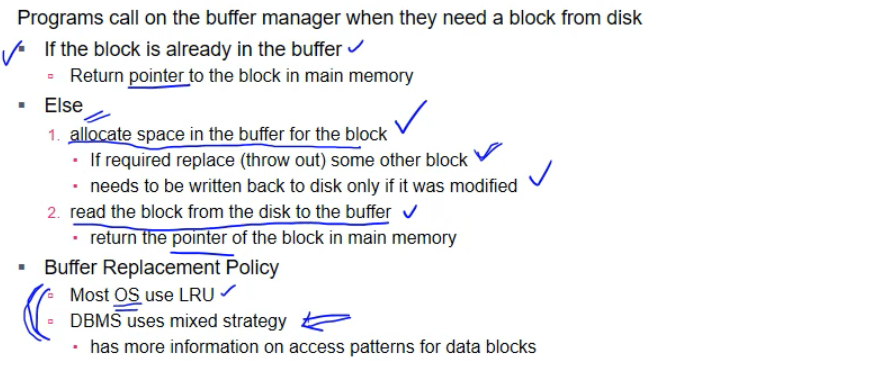 Programs call on the buffer manager when they need a block from disk
If the block is already in the buffer
Return pointer to the block in main memory
Else
1. allocate space in the buffer for the block
If required replace (throw out) some other block
needs to be written back to disk only if it was modified
2. read the block from the disk to the buffer
return the pointer of the block in main memory
Buffer Replacement Policy
Most OS use LRU
DBMS uses mixed strategy
has more information on access patterns for data blocks